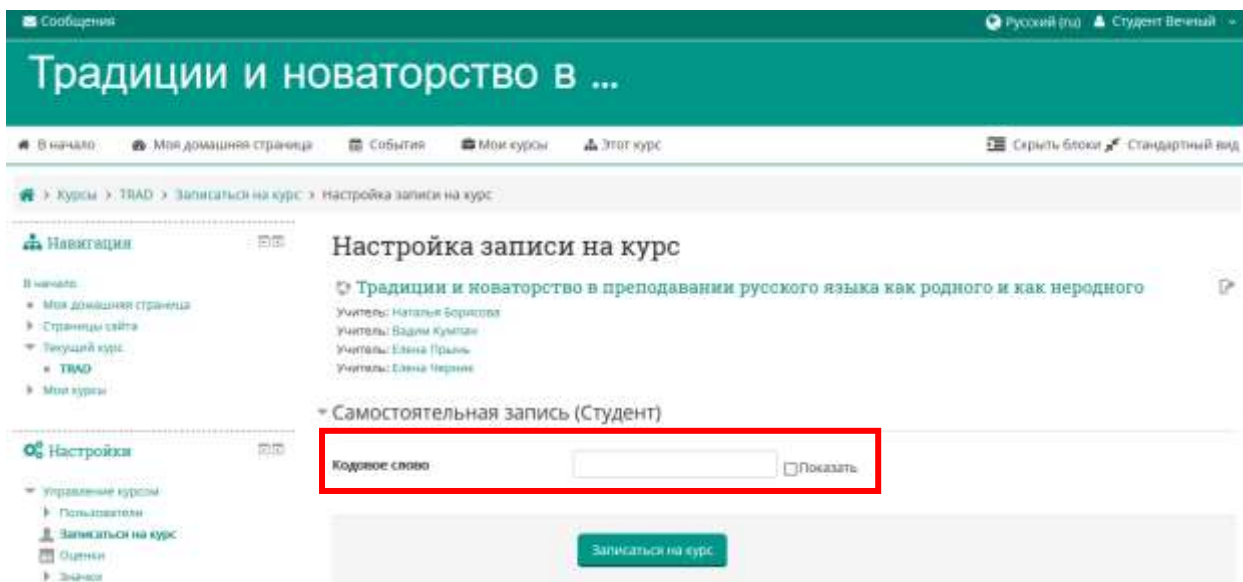 Сообщения
Русский (ru) Студент Вечный
Традиции и новаторство в ...
В начало Моя домашняя страница События Мои курсы Этот курс Скрыть блоки Стандартный вид
Курсы > TRAD > Записаться на курс > Настройка записи на курс
Навигация
В начало
Моя домашняя страница
Страницы сайта
Текущий курс
TRAD
Мои курсы
Настройки
Управление курсом
Пользователи
Записаться на курс
Оценки
Значки
Настройка записи на курс
Традиции и новаторство в преподавании русского языка как родного и как неродного
Учитель: Наталья Борисова
Учитель: Вадим Кумпан
Учитель: Елена Прынь
Учитель: Елена Черняк
Самостоятельная запись (Студент)
Кодовое слово Показать
Записаться на курс